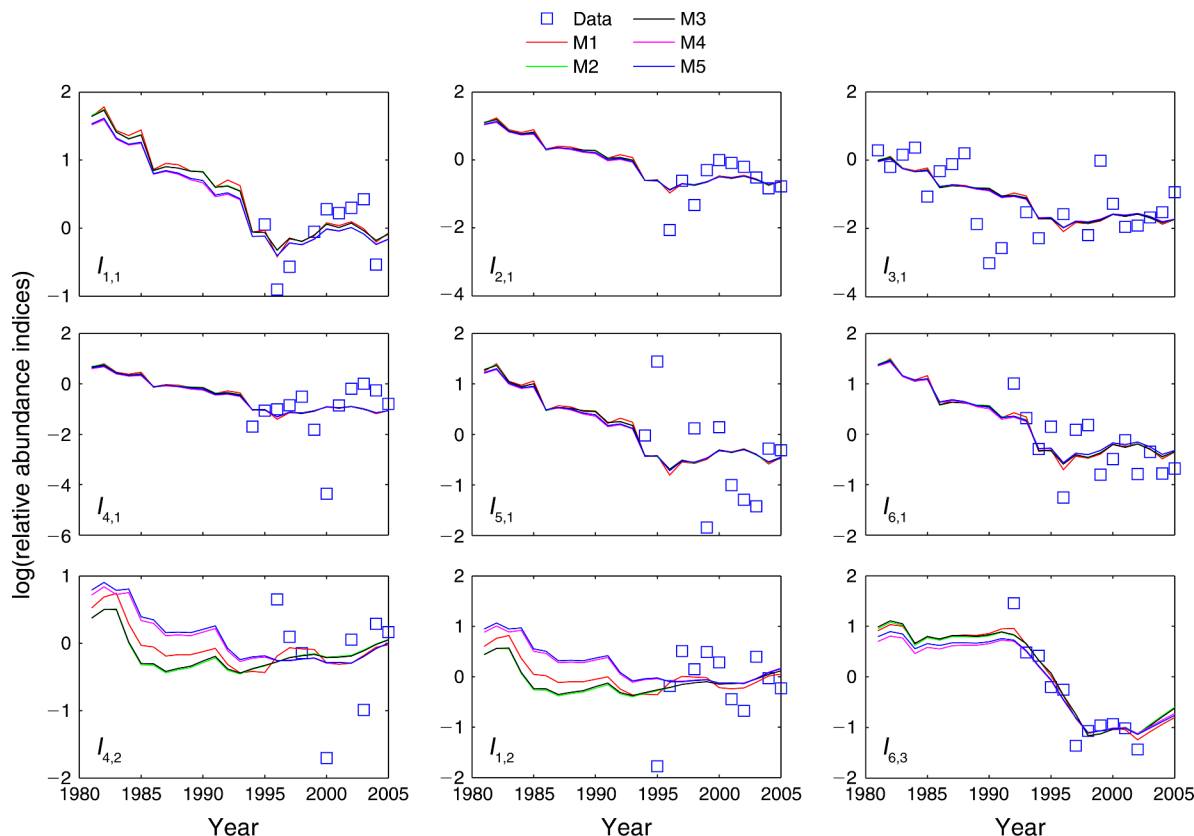 Data
M1
M2
M3
M4
M5
log(relative abundance indices)
2
1
0
−1
I1,1
2
0
−2
−4
I2,1
2
0
−2
−4
I3,1
2
0
−2
−4
−6
I4,1
2
1
0
−1
−2
I5,1
2
1
0
−1
−2
I6,1
1
0
−1
−2
I4,2
1980 1985 1990 1995 2000 2005
Year
2
1
0
−1
−2
I1,2
1980 1985 1990 1995 2000 2005
Year
2
1
0
−1
−2
I6,3
1980 1985 1990 1995 2000 2005
Year